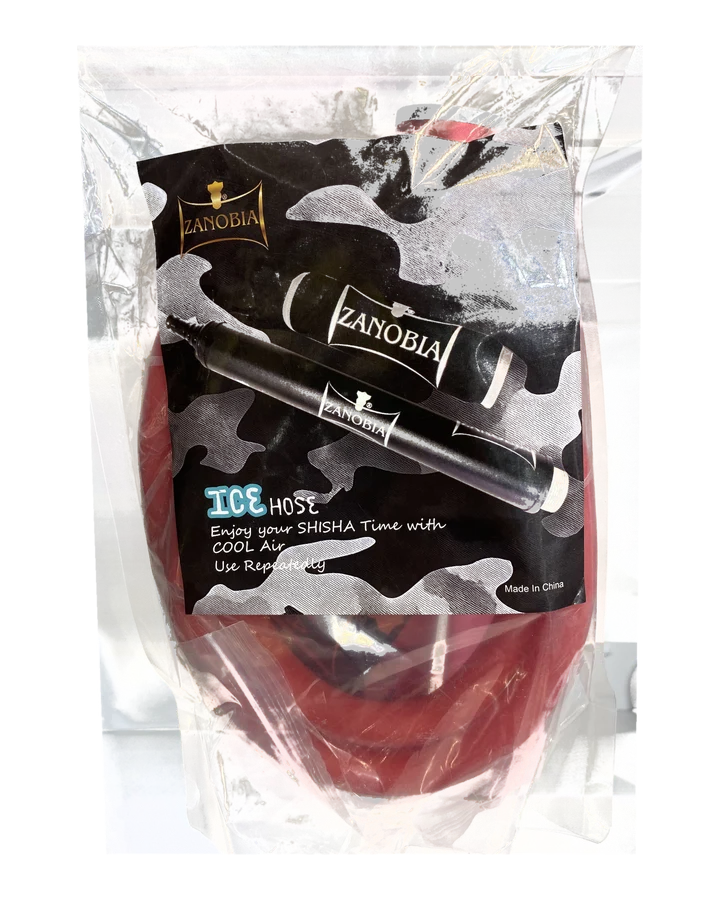 ZANOBIA®
ZANOBIA
ZANOBIA®
ICE HOSE
Enjoy your SHISHA Time with
COOL Air
Use Repeatedly
Made In China